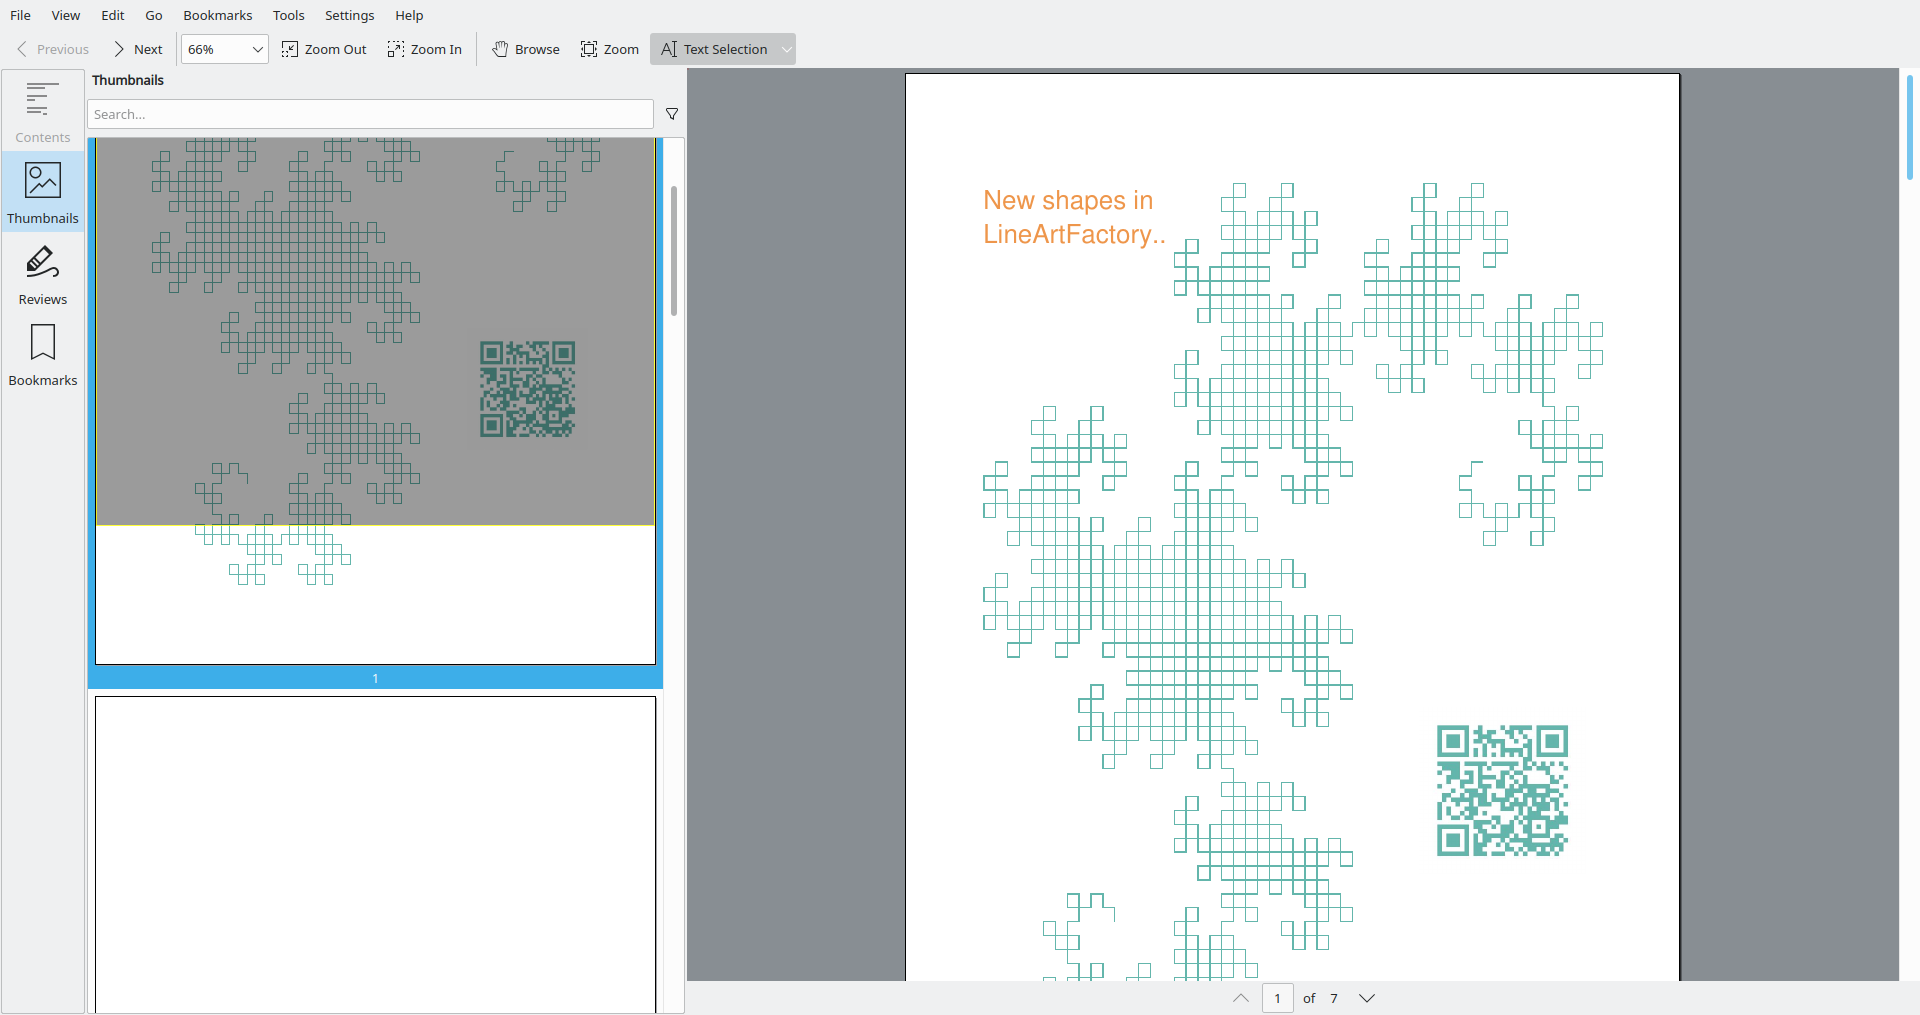 File View Edit Go Bookmarks Tools Settings Help
Previous Next 66% Zoom Out Zoom In Browse Zoom Text Selection
Thumbnails
Search...
Contents
Thumbnails
Reviews
Bookmarks
1
New shapes in
LineArtFactory..
1 of 7